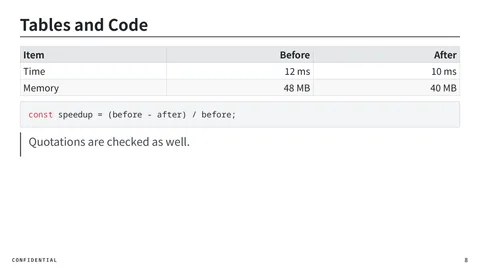 Tables and Code
Item Before After
Time 12 ms 10 ms
Memory 48 MB 40 MB
const speedup = (before - after) / before;
Quotations are checked as well.
CONFIDENTIAL 8